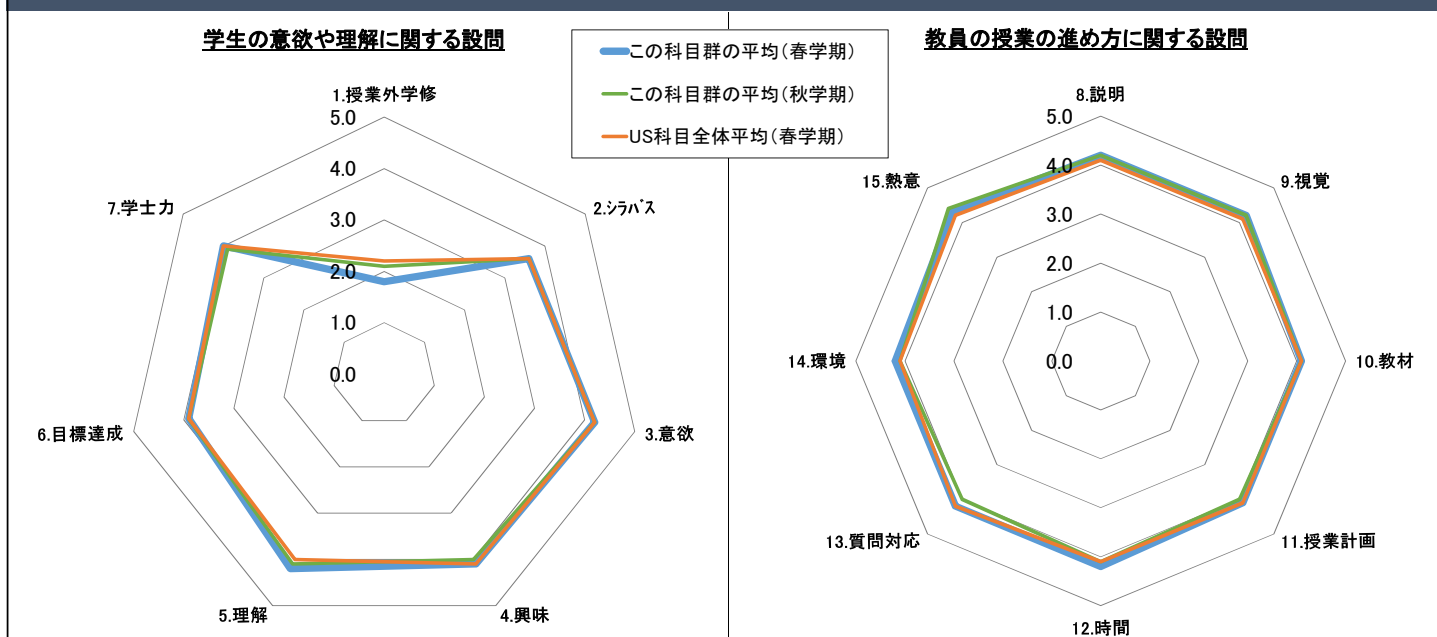 学生の意欲や理解に関する設問
この科目群の平均(春学期)
この科目群の平均(秋学期)
US科目全体平均(春学期)
教員の授業の進め方に関する設問
1.授業外学修
2.シラバス
3.意欲
4.興味
5.理解
6.目標達成
7.学士力
5.0
4.0
3.0
2.0
1.0
0.0
8.説明
9.視覚
10.教材
11.授業計画
12.時間
13.質問対応
14.環境
15.熱意
5.0
4.0
3.0
2.0
1.0
0.0